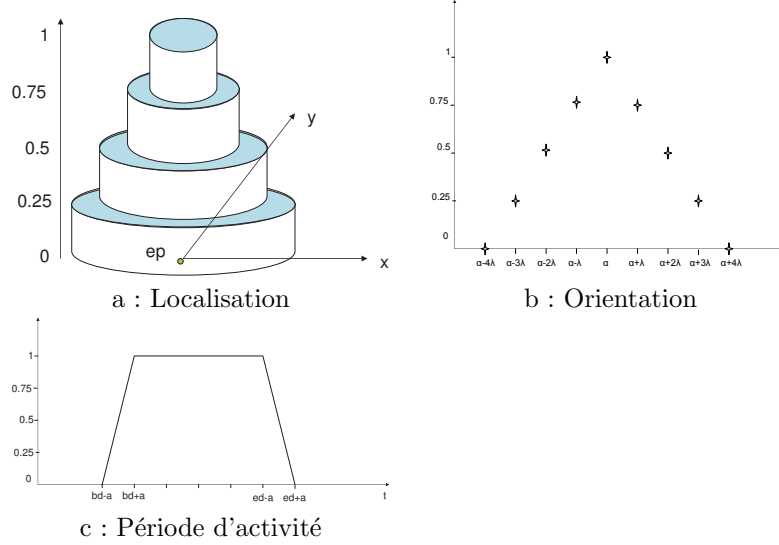 1
0.75
0.5
0.25
0
ep
y
x
a : Localisation
1
0.75
0.5
0.25
0
α-4λ α-3λ α-2λ α-λ α α+λ α+2λ α+3λ α+4λ
b : Orientation
1
0.75
0.5
0.25
0
bd-a bd+a ed-a ed+a t
c : Période d'activité